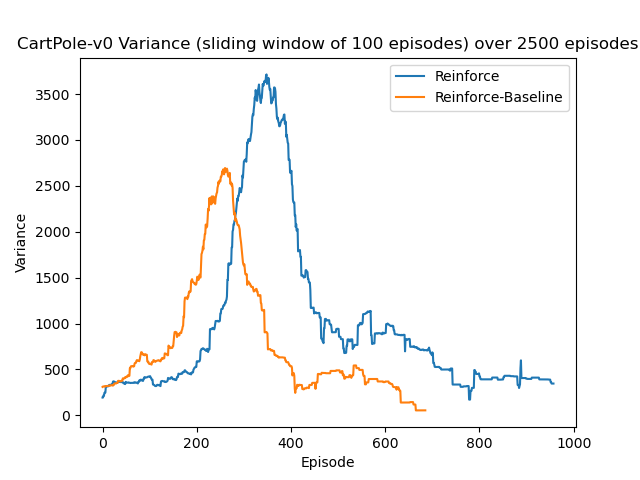 CartPole-v0 Variance (sliding window of 100 episodes) over 2500 episodes
Reinforce
Reinforce-Baseline
Variance
3500
3000
2500
2000
1500
1000
500
0
0 200 400 600 800 1000
Episode